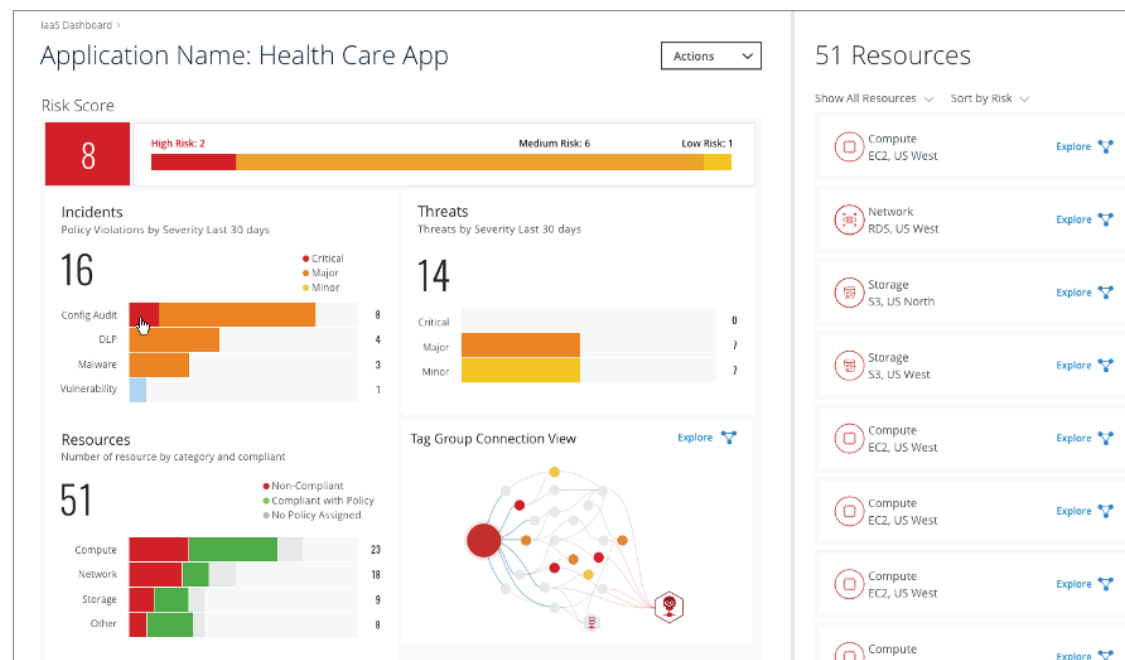 IaaS Dashboard >
Application Name: Health Care App
Actions
Risk Score
8
High Risk: 2
Medium Risk: 6
Low Risk: 1
Incidents
Policy Violations by Severity Last 30 days
16
Critical
Major
Minor
Config Audit
8
DLP
4
Malware
3
Vulnerability
1
Threats
Threats by Severity Last 30 days
14
Critical
0
Major
7
Minor
7
Resources
Number of resource by category and compliant
51
Non-Compliant
Compliant with Policy
No Policy Assigned
Compute
23
Network
18
Storage
9
Other
8
Tag Group Connection View
Explore
51 Resources
Show All Resources
Sort by Risk
Compute
EC2, US West
Explore
Network
RDS, US West
Explore
Storage
S3, US North
Explore
Storage
S3, US West
Explore
Compute
EC2, US West
Explore
Compute
EC2, US West
Explore
Compute
EC2, US West
Explore
Compute
Explore